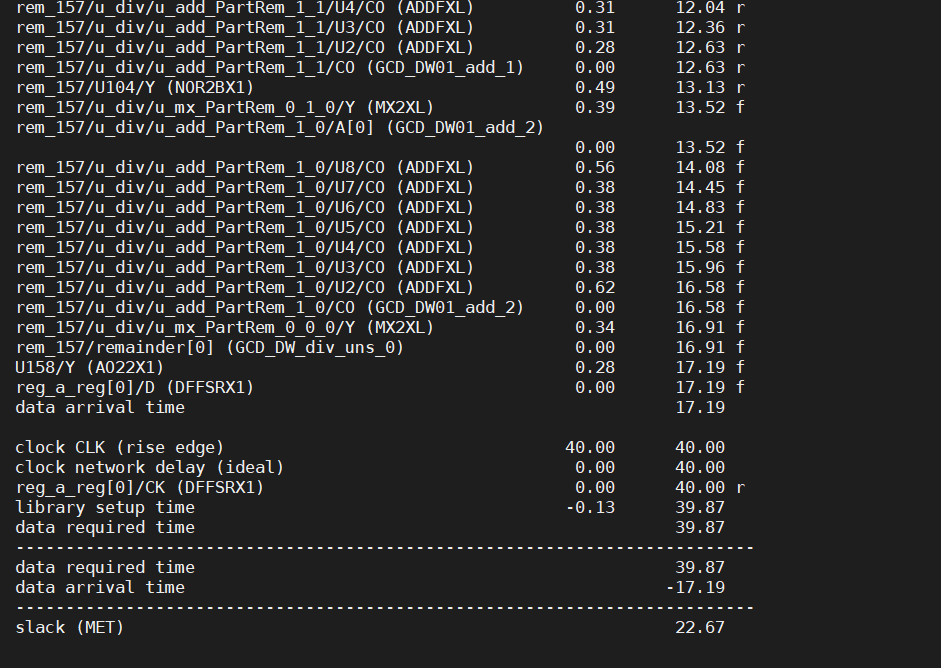 rem_157/u_div/u_add_PartRem_1_1/U4/CO (ADDFXL) 0.31 12.04 r
rem_157/u_div/u_add_PartRem_1_1/U3/CO (ADDFXL) 0.31 12.36 r
rem_157/u_div/u_add_PartRem_1_1/U2/CO (ADDFXL) 0.28 12.63 r
rem_157/u_div/u_add_PartRem_1_1/CO (GCD_DW01_add_1) 0.00 12.63 r
rem_157/U104/Y (NOR2BX1) 0.49 13.13 r
rem_157/u_div/u_mx_PartRem_0_1_0/Y (MX2XL) 0.39 13.52 f
rem_157/u_div/u_add_PartRem_1_0/A[0] (GCD_DW01_add_2)
0.00 13.52 f
rem_157/u_div/u_add_PartRem_1_0/U8/CO (ADDFXL) 0.56 14.08 f
rem_157/u_div/u_add_PartRem_1_0/U7/CO (ADDFXL) 0.38 14.45 f
rem_157/u_div/u_add_PartRem_1_0/U6/CO (ADDFXL) 0.38 14.83 f
rem_157/u_div/u_add_PartRem_1_0/U5/CO (ADDFXL) 0.38 15.21 f
rem_157/u_div/u_add_PartRem_1_0/U4/CO (ADDFXL) 0.38 15.58 f
rem_157/u_div/u_add_PartRem_1_0/U3/CO (ADDFXL) 0.38 15.96 f
rem_157/u_div/u_add_PartRem_1_0/U2/CO (ADDFXL) 0.62 16.58 f
rem_157/u_div/u_add_PartRem_1_0/CO (GCD_DW01_add_2) 0.00 16.58 f
rem_157/u_div/u_mx_PartRem_0_0_0/Y (MX2XL) 0.34 16.91 f
rem_157/remainder[0] (GCD_DW_div_uns_0) 0.00 16.91 f
U158/Y (AO22X1) 0.28 17.19 f
reg_a_reg[0]/D (DFFSRX1) 0.00 17.19 f
data arrival time 17.19
clock CLK (rise edge) 40.00 40.00
clock network delay (ideal) 0.00 40.00
reg_a_reg[0]/CK (DFFSRX1) 0.00 40.00 r
library setup time -0.13 39.87
data required time 39.87
--------------------------------------------------------------------------
data required time 39.87
data arrival time -17.19
--------------------------------------------------------------------------
slack (MET) 22.67